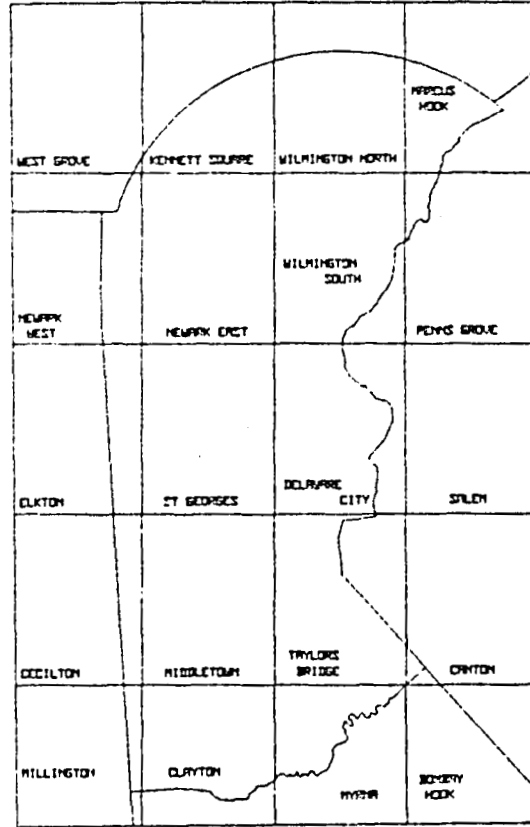 MARCUS
HOOK
WEST GROVE
KENNETT SQUARE
WILMINGTON NORTH
WILMINGTON
SOUTH
NEWARK
WEST
NEWARK EAST
PENNS GROVE
DELAWARE
CITY
ELKTON
ST GEORGES
SALEM
TAYLORS
BRIDGE
CECILTON
MIDDLETOWN
CANTON
MILLINGTON
CLAYTON
SMYRNA
BOMBAY
HOOK